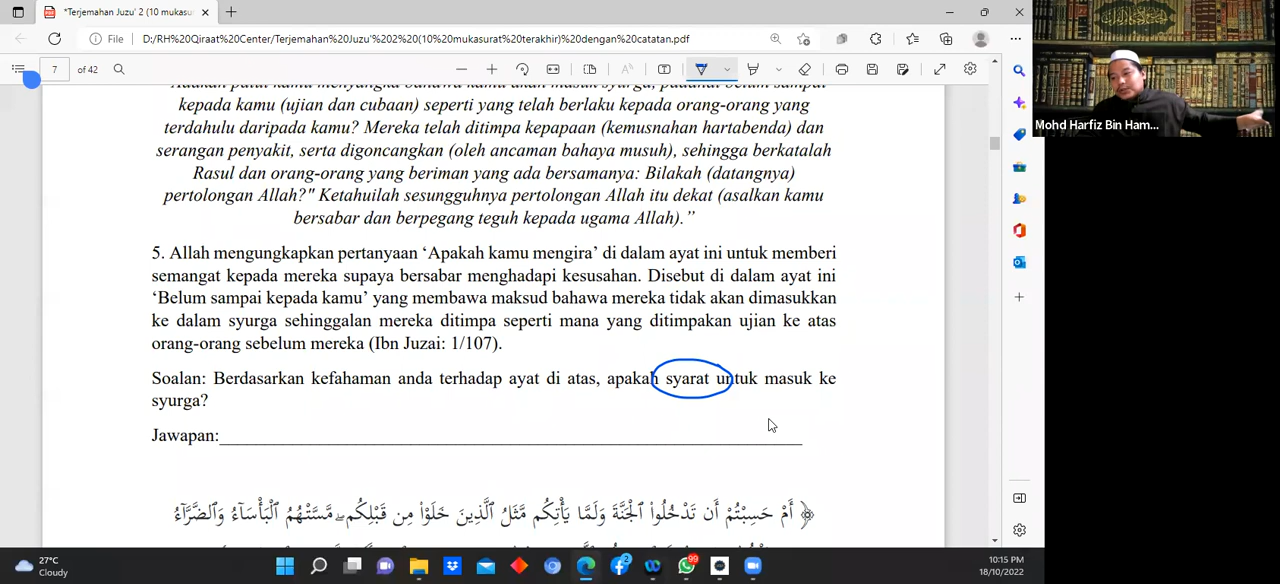 *Terjemahan Juzu' 2 (10 mukasu
File
D:/RH%20Qiraat%20Center/Terjemahan%20Juzu'%202%20(10%20mukasurat%20terakhir)%20dengan%20catatan.pdf
7 of 42
kepada kamu (ujian dan cubaan) seperti yang telah berlaku kepada orang-orang yang
terdahulu daripada kamu? Mereka telah ditimpa kepapaan (kemusnahan hartabenda) dan
serangan penyakit, serta digoncangkan (oleh ancaman bahaya musuh), sehingga berkatalah
Rasul dan orang-orang yang beriman yang ada bersamanya: Bilakah (datangnya)
pertolongan Allah?" Ketahuilah sesungguhnya pertolongan Allah itu dekat (asalkan kamu
bersabar dan berpegang teguh kepada ugama Allah).”
5. Allah mengungkapkan pertanyaan ‘Apakah kamu mengira’ di dalam ayat ini untuk memberi
semangat kepada mereka supaya bersabar menghadapi kesusahan. Disebut di dalam ayat ini
‘Belum sampai kepada kamu’ yang membawa maksud bahawa mereka tidak akan dimasukkan
ke dalam syurga sehinggalan mereka ditimpa seperti mana yang ditimpakan ujian ke atas
orang-orang sebelum mereka (Ibn Juzai: 1/107).
Soalan: Berdasarkan kefahaman anda terhadap ayat di atas, apakah syarat untuk masuk ke
syurga?
Jawapan:
﴿ أَمْ حَسِبْتُمْ أَن تَدْخُلُوا۟ ٱلْجَنَّةَ وَلَمَّا يَأْتِكُم مَّثَلُ ٱلَّذِينَ خَلَوْا۟ مِن قَبْلِكُم ۖ مَّسَّتْهُمُ ٱلْبَأْسَآءُ وَٱلضَّرَّآءُ
Mohd Harfiz Bin Ham...
27°C
Cloudy
2
99
10:15 PM
18/10/2022